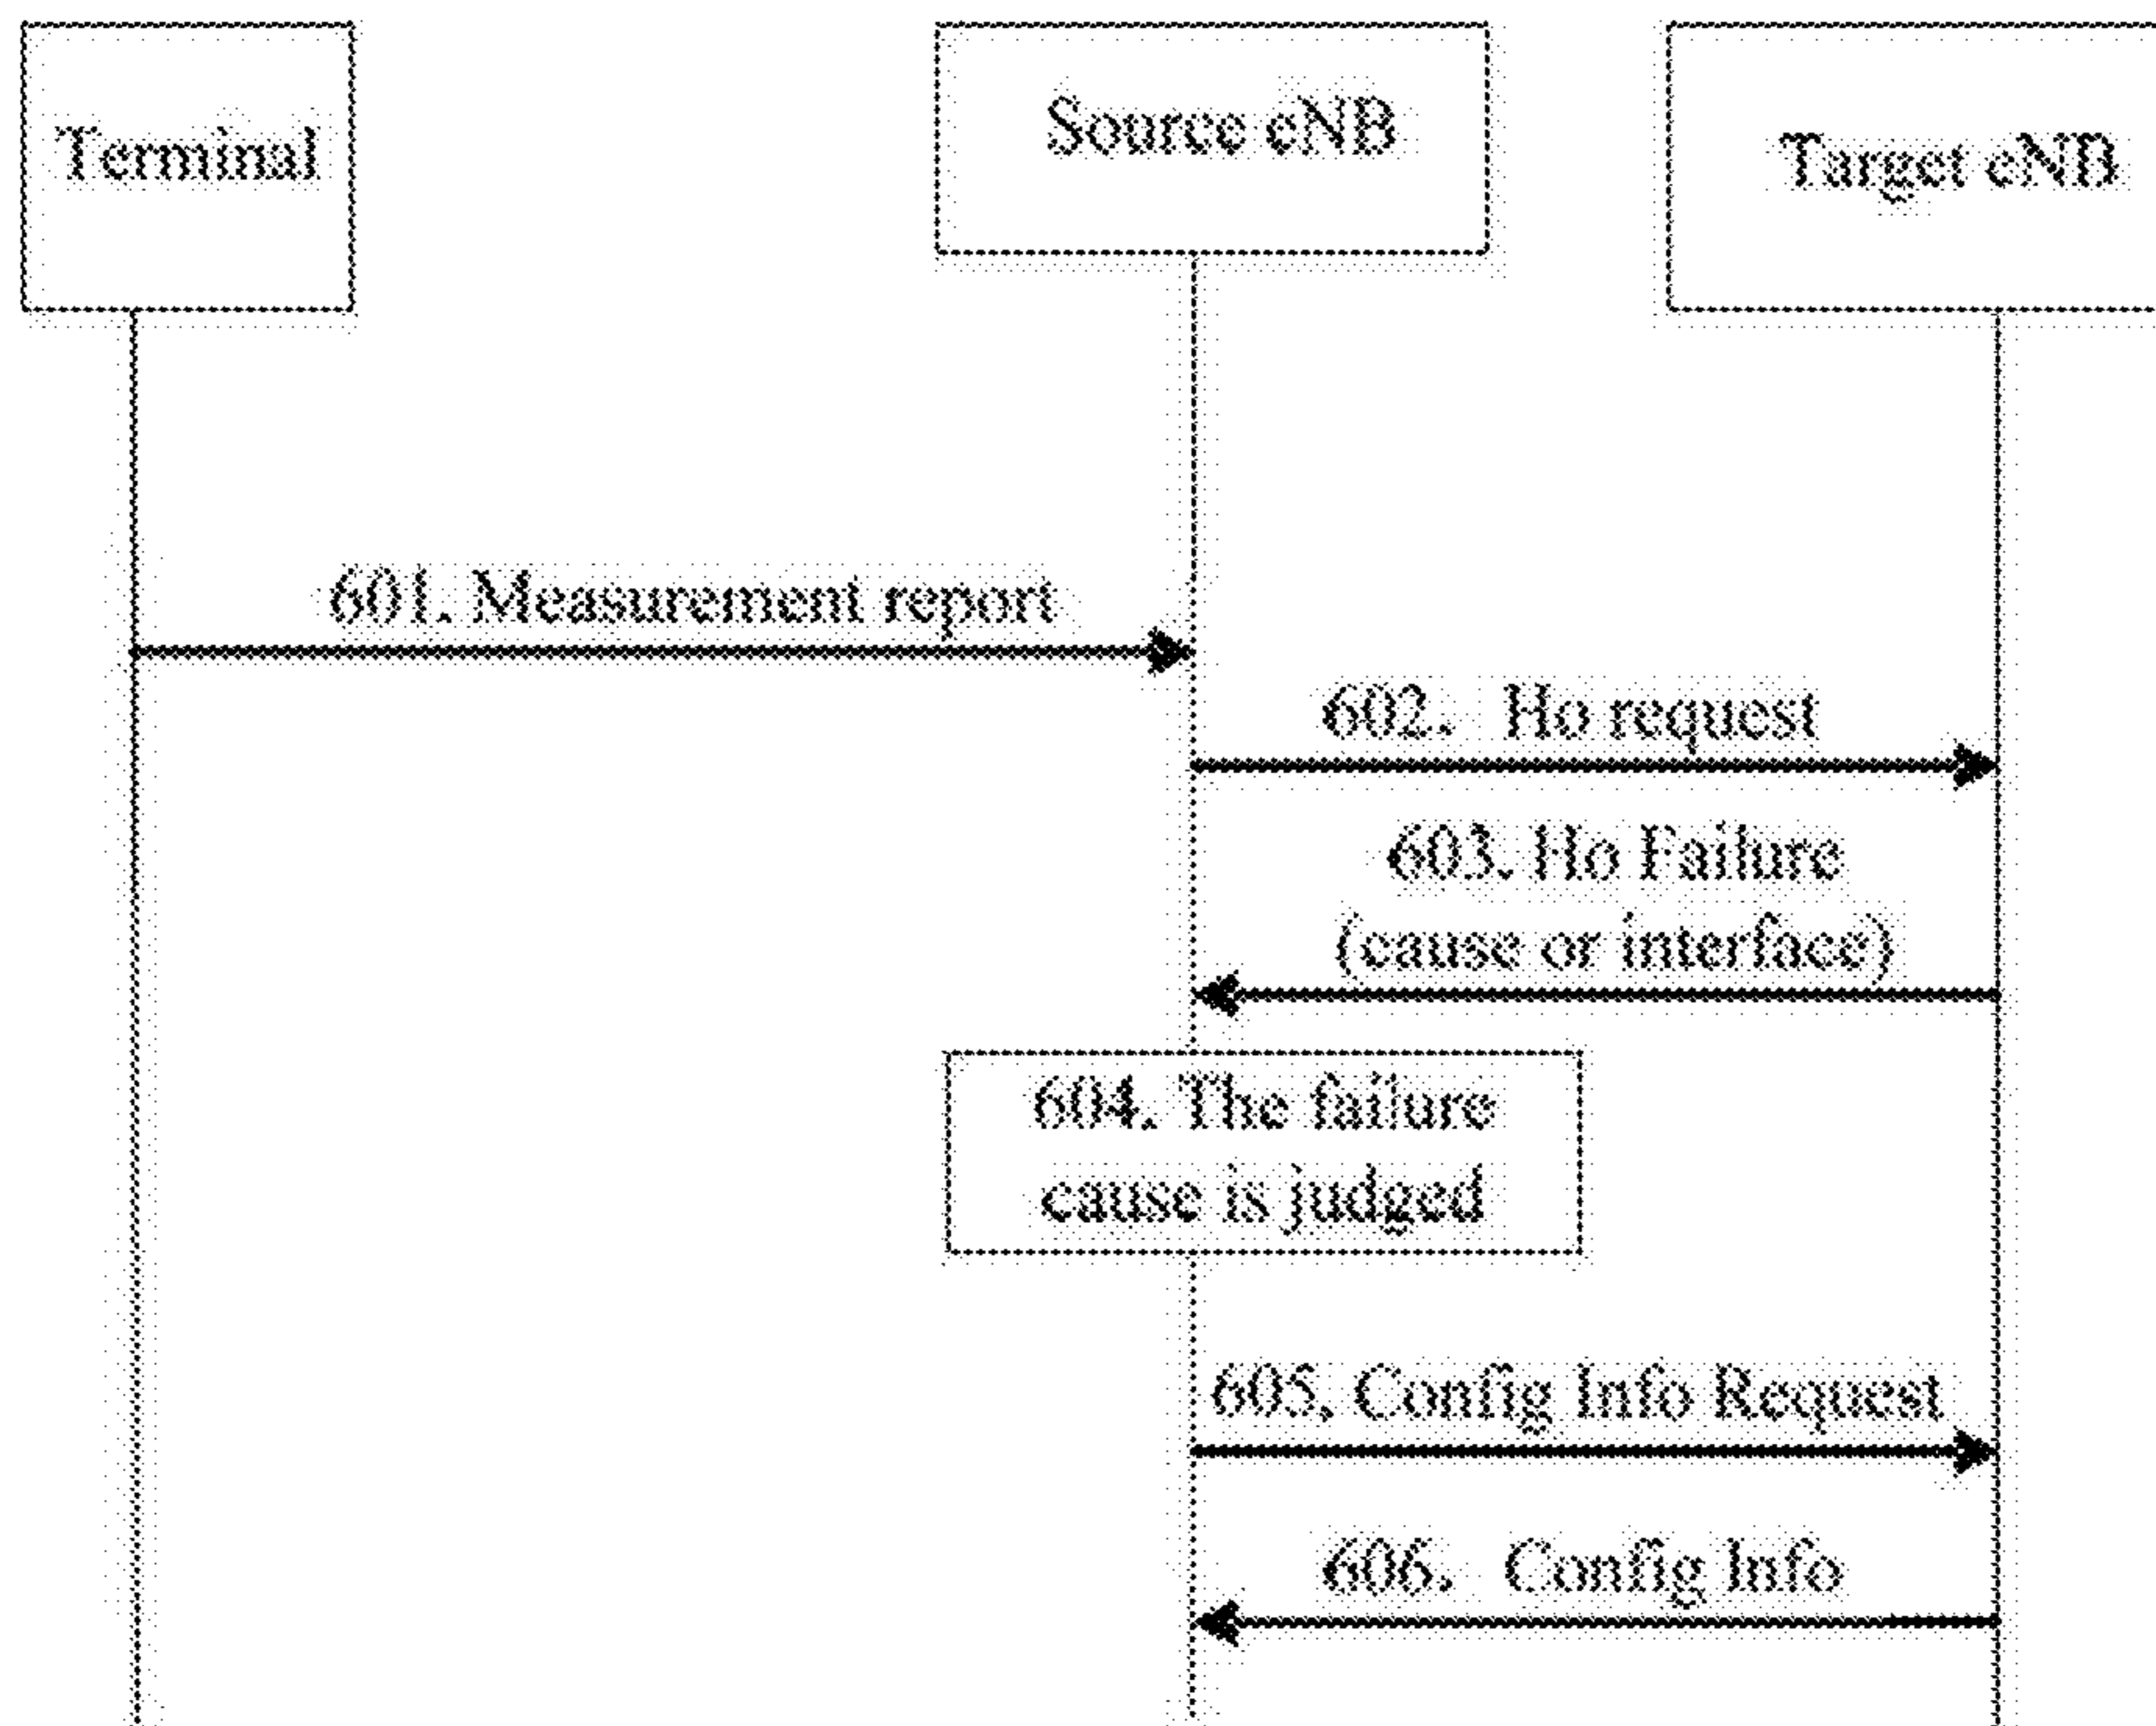 Terminal
Source eNB
Target eNB
601. Measurement report
602. Ho request
603. Ho Failure
(cause or interface)
604. The failure
cause is judged
605. Config Info Request
606. Config Info